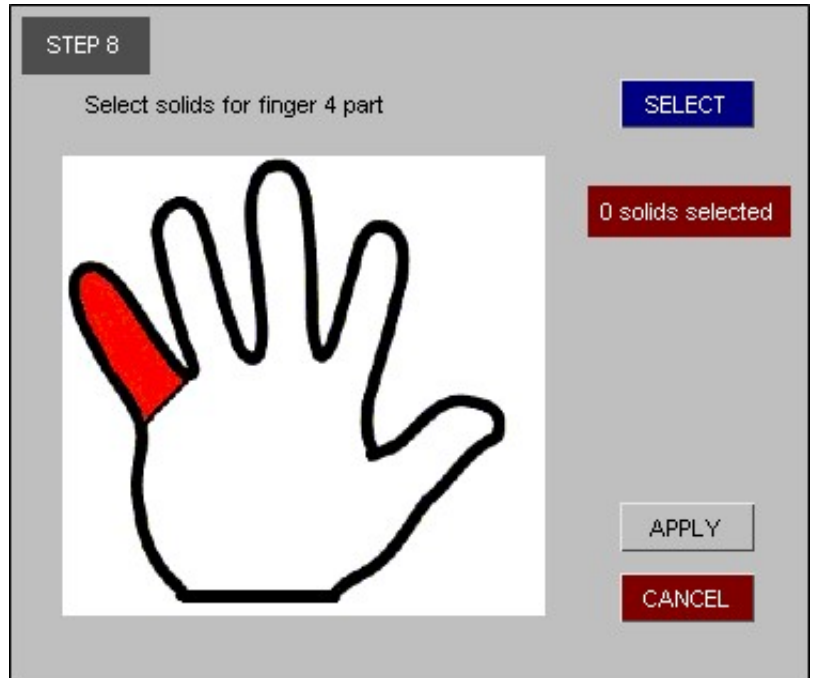 STEP 8
Select solids for finger 4 part
SELECT
0 solids selected
APPLY
CANCEL